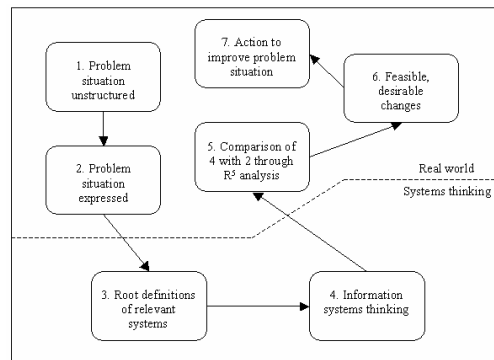 1. Problem
situation
unstructured
2. Problem
situation
expressed
3. Root definitions
of relevant
systems
4. Information
systems thinking
5. Comparison of
4 with 2 through
R⁵ analysis
6. Feasible,
desirable
changes
7. Action to
improve problem
situation
Real world
Systems thinking